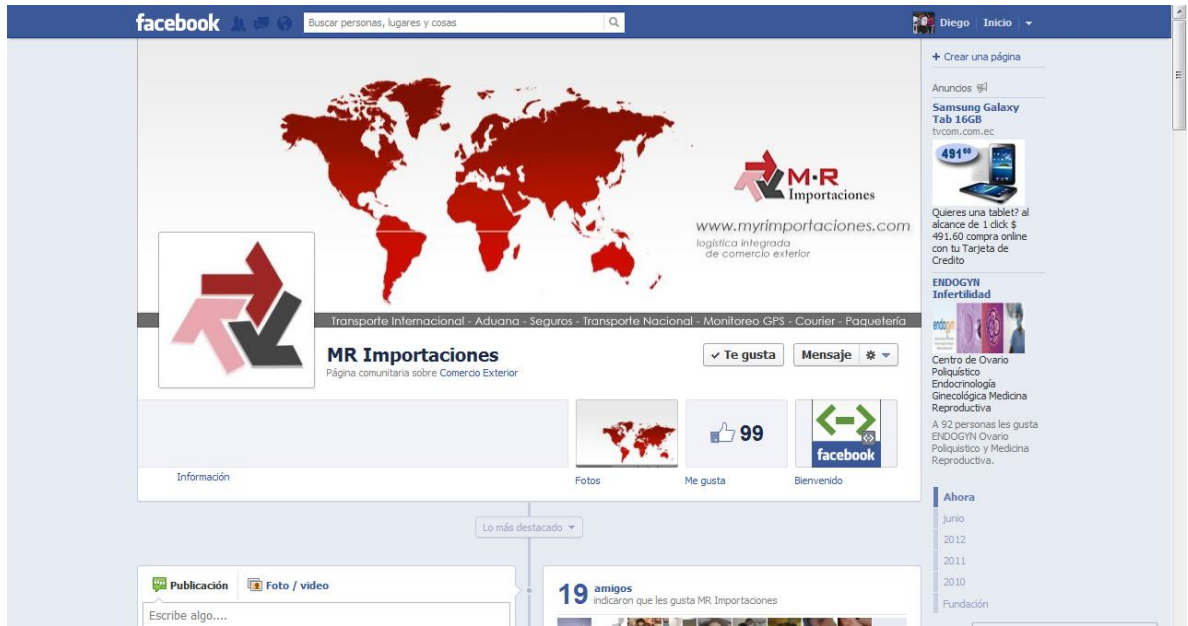 facebook
Buscar personas, lugares y cosas
Diego Inicio
M·R
Importaciones
www.myrimportaciones.com
logística integrada
de comercio exterior
Transporte Internacional - Aduana - Seguros - Transporte Nacional - Monitoreo GPS - Courier - Paquetería
MR Importaciones
Página comunitaria sobre Comercio Exterior
Te gusta
Mensaje
99
facebook
Información
Fotos
Me gusta
Bienvenido
Lo más destacado
Publicación
Foto / video
Escribe algo....
19 amigos
indicaron que les gusta MR Importaciones
+ Crear una página
Anuncios
Samsung Galaxy
Tab 16GB
tvcom.com.ec
491⁶⁰
Quieres una tablet? al
alcance de 1 click $
491.60 compra online
con tu Tarjeta de
Credito
ENDOGYN
Infertilidad
endogyn
Centro de Ovario
Poliquístico
Endocrinología
Ginecológica Medicina
Reproductiva
A 92 personas les gusta
ENDOGYN Ovario
Poliquistico y Medicina
Reproductiva.
Ahora
junio
2012
2011
2010
Fundación